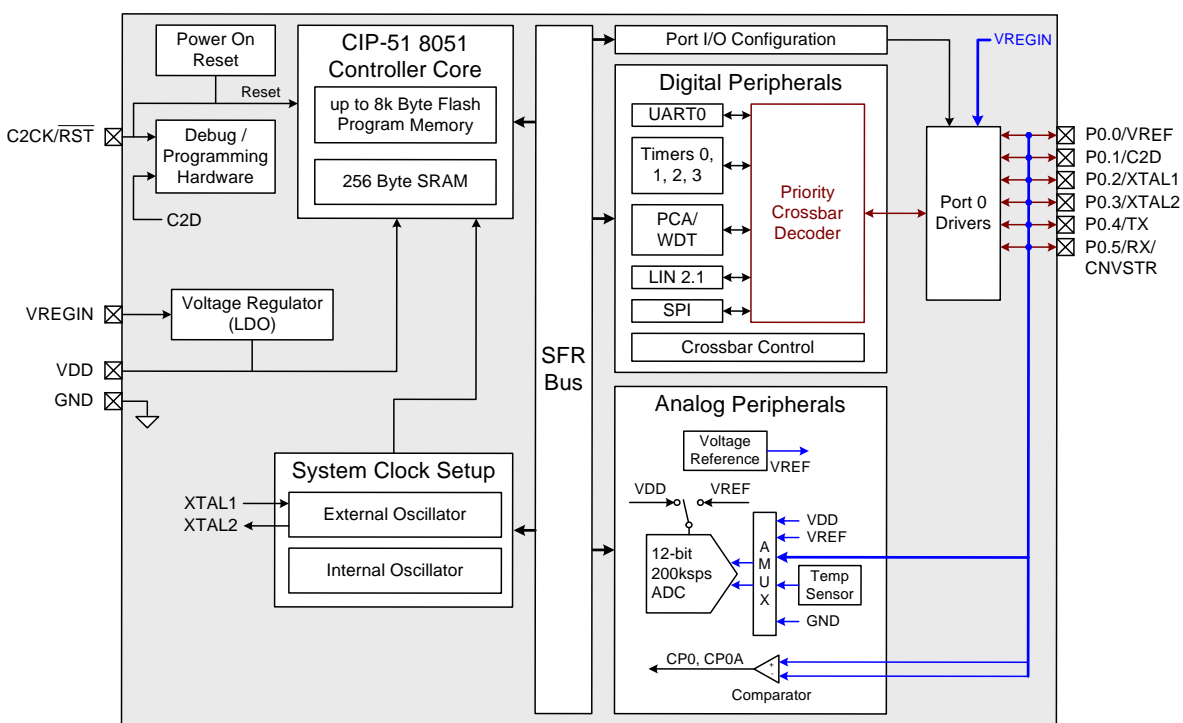 Power On
Reset
Reset
C2CK/RST
Debug /
Programming
Hardware
C2D
CIP-51 8051
Controller Core
up to 8k Byte Flash
Program Memory
256 Byte SRAM
VREGIN
Voltage Regulator
(LDO)
VDD
GND
System Clock Setup
XTAL1
XTAL2
External Oscillator
Internal Oscillator
SFR
Bus
Port I/O Configuration
Digital Peripherals
UART0
Timers 0,
1, 2, 3
PCA/
WDT
LIN 2.1
SPI
Priority
Crossbar
Decoder
Crossbar Control
VREGIN
Port 0
Drivers
P0.0/VREF
P0.1/C2D
P0.2/XTAL1
P0.3/XTAL2
P0.4/TX
P0.5/RX/
CNVSTR
Analog Peripherals
Voltage
Reference
VREF
VDD
VREF
12-bit
200ksps
ADC
A
M
U
X
VDD
VREF
Temp
Sensor
GND
CP0, CP0A
+
-
Comparator